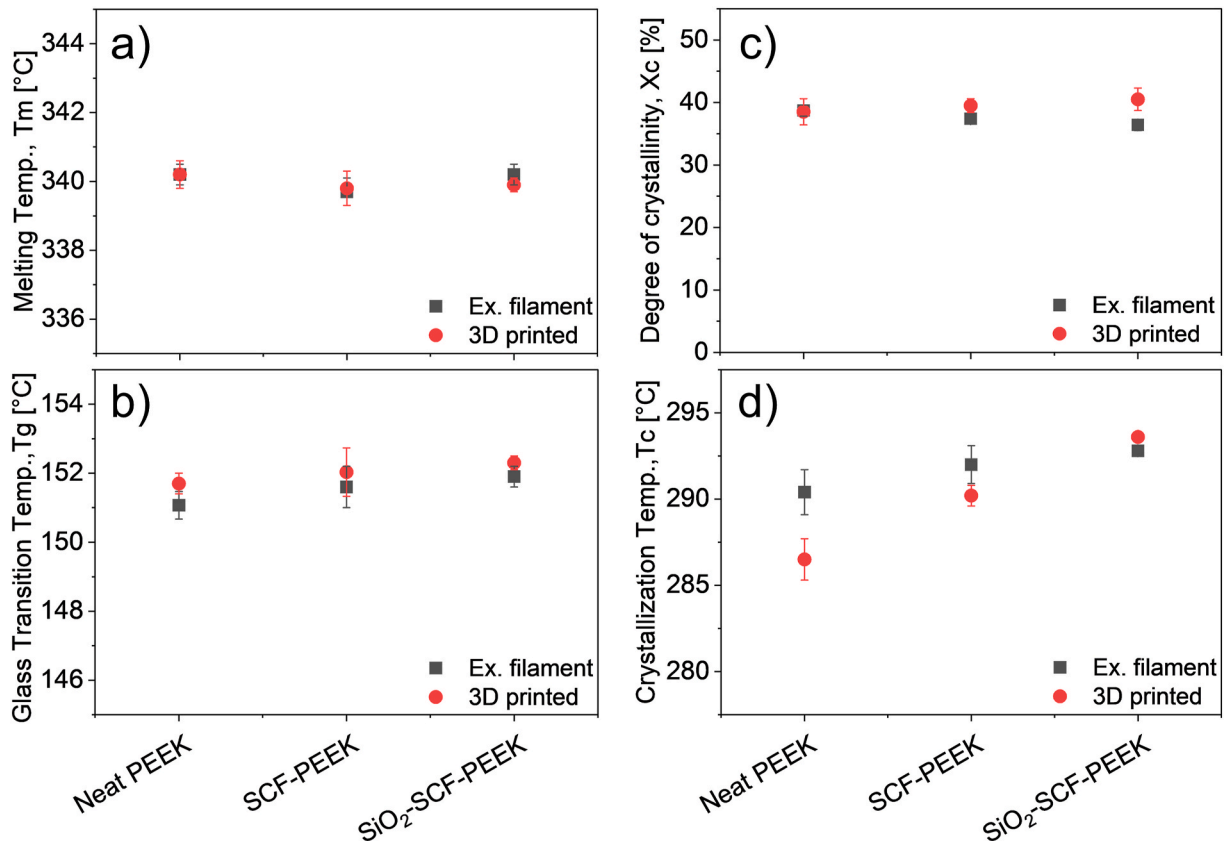 a)
Melting Temp., Tm [°C]
344
342
340
338
336
Ex. filament
3D printed
b)
Glass Transition Temp.,Tg [°C]
154
152
150
148
146
Ex. filament
3D printed
Neat PEEK
SCF-PEEK
SiO₂-SCF-PEEK
c)
Degree of crystallinity, Xc [%]
50
40
30
20
10
0
Ex. filament
3D printed
d)
Crystallization Temp.,Tc [°C]
295
290
285
280
Ex. filament
3D printed
Neat PEEK
SCF-PEEK
SiO₂-SCF-PEEK